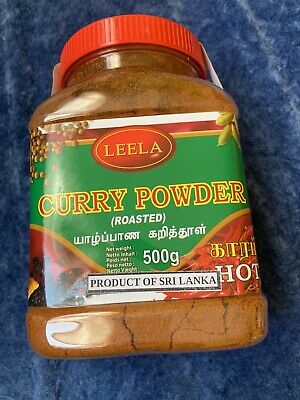 LEELA
CURRY POWDER
(ROASTED)
யாழ்ப்பாண கறித்தூள்
Net weight :
Netto Inhalt :
Poids net :
Peso netto :
Netto Vieght :
500g
HOT
PRODUCT OF SRI LANKA